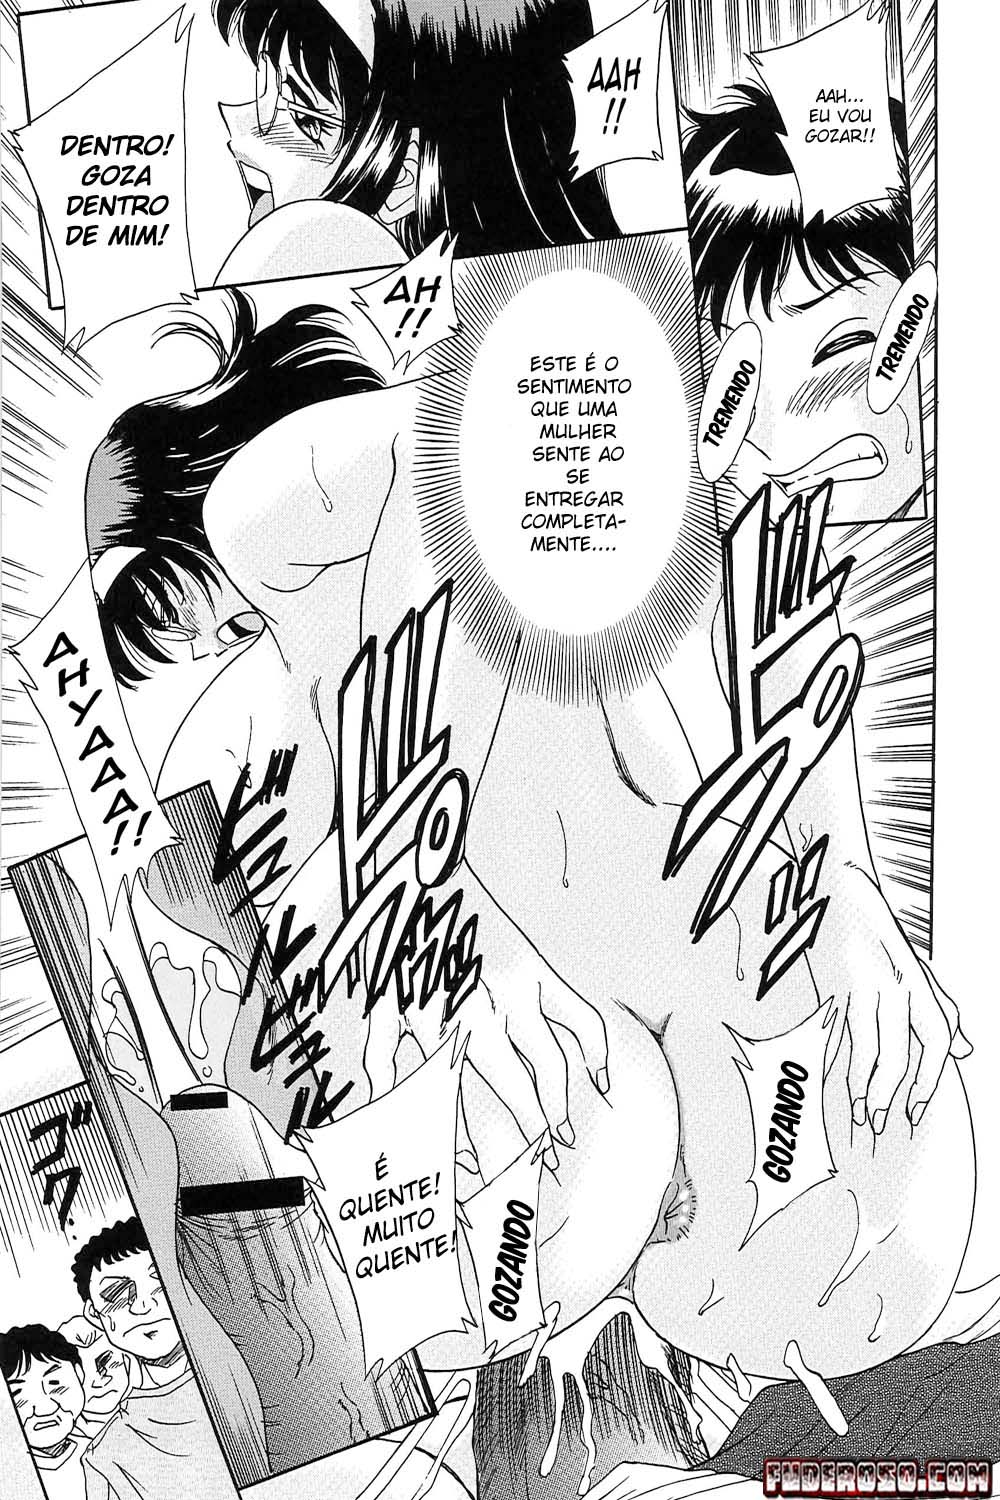 AAH...
EU VOU
GOZAR!!
TREMENDO
TREMENDO
AAH
!!
DENTRO!
GOZA
DENTRO
DE MIM!
AH
!!
ESTE É O
SENTIMENTO
QUE UMA
MULHER
SENTE AO
SE
ENTREGAR
COMPLETA-
MENTE....
AHYAAA!!
GOZANDO
GOZANDO
É
QUENTE!
MUITO
QUENTE!
FUDEROSO.COM